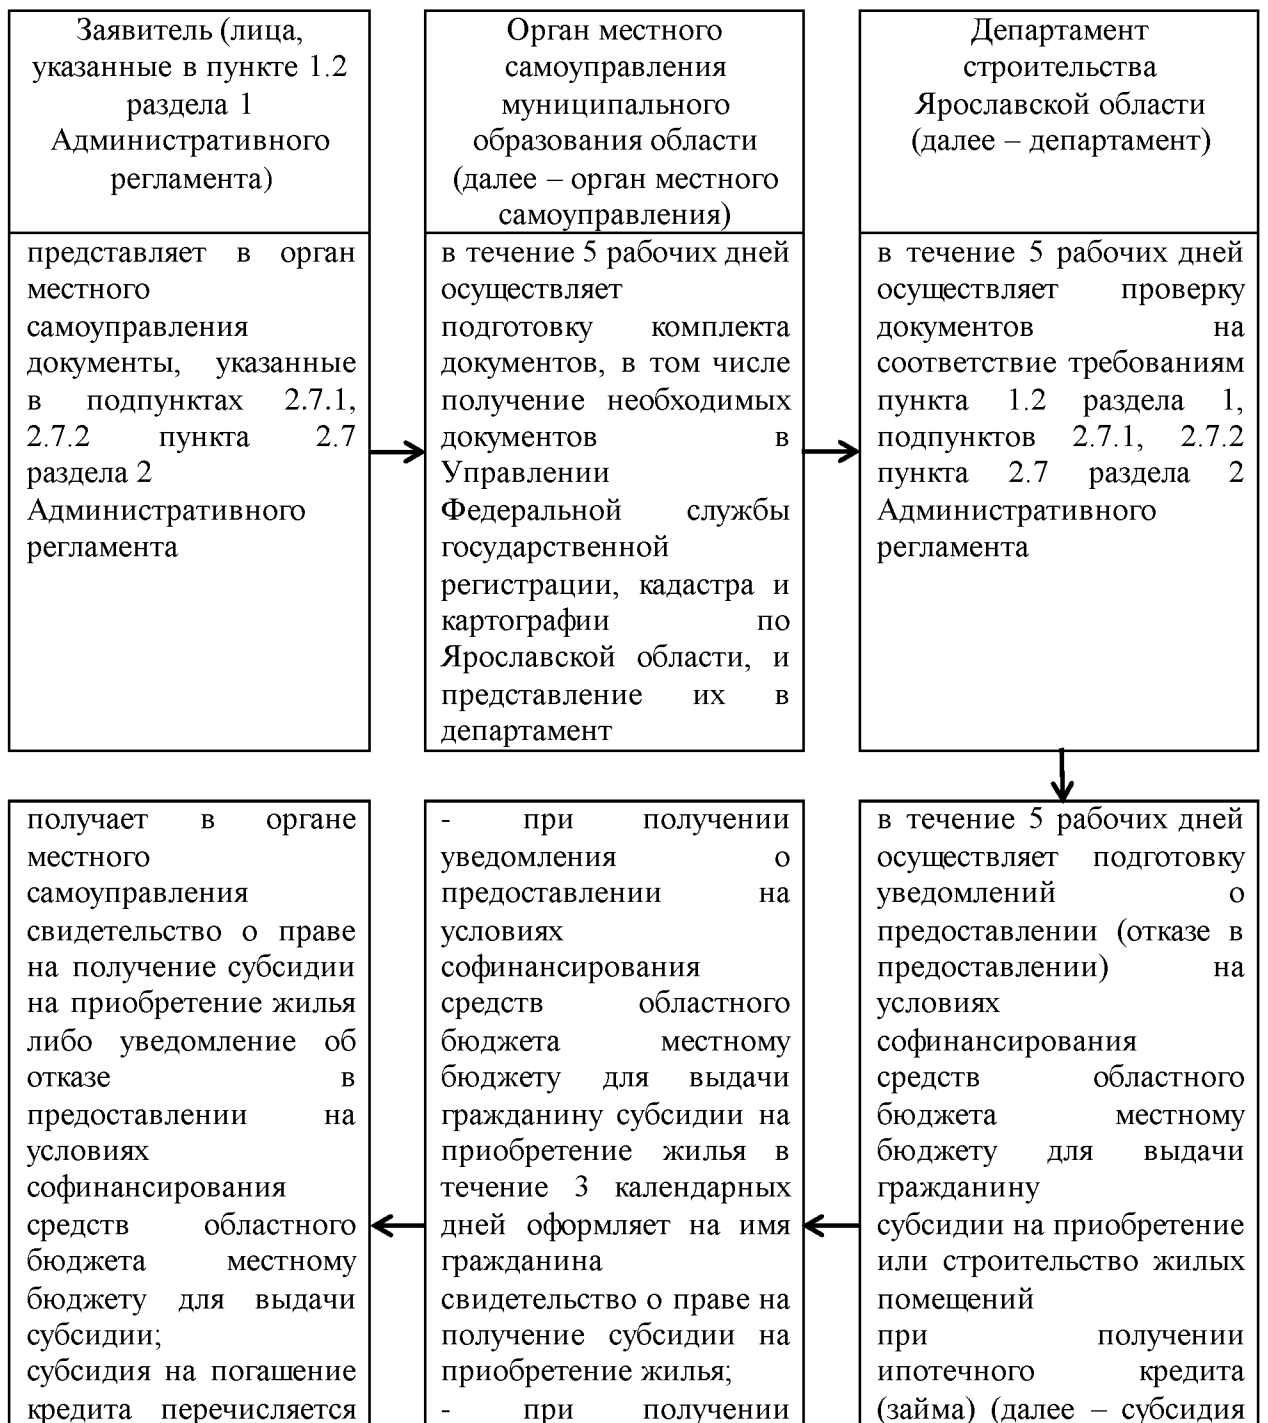 Заявитель (лица,
указанные в пункте 1.2
раздела 1
Административного
регламента)
Орган местного
самоуправления
муниципального
образования области
(далее – орган местного
самоуправления)
Департамент
строительства
Ярославской области
(далее – департамент)
представляет в орган
местного
самоуправления
документы, указанные
в подпунктах 2.7.1,
2.7.2 пункта 2.7
раздела 2
Административного
регламента
в течение 5 рабочих дней
осуществляет
подготовку комплекта
документов, в том числе
получение необходимых
документов в
Управлении
Федеральной службы
государственной
регистрации, кадастра и
картографии по
Ярославской области, и
представление их в
департамент
в течение 5 рабочих дней
осуществляет проверку
документов на
соответствие требованиям
пункта 1.2 раздела 1,
подпунктов 2.7.1, 2.7.2
пункта 2.7 раздела 2
Административного
регламента
в течение 5 рабочих дней
осуществляет подготовку
уведомлений о
предоставлении (отказе в
предоставлении) на
условиях
софинансирования
средств областного
бюджета местному
бюджету для выдачи
гражданину
субсидии на приобретение
или строительство жилых
помещений
при получении
ипотечного кредита
(займа) (далее – субсидия
- при получении
уведомления о
предоставлении на
условиях
софинансирования
средств областного
бюджета местному
бюджету для выдачи
гражданину субсидии на
приобретение жилья в
течение 3 календарных
дней оформляет на имя
гражданина
свидетельство о праве на
получение субсидии на
приобретение жилья;
- при получении
получает в органе
местного
самоуправления
свидетельство о праве
на получение субсидии
на приобретение жилья
либо уведомление об
отказе в
предоставлении на
условиях
софинансирования
средств областного
бюджета местному
бюджету для выдачи
субсидии;
субсидия на погашение
кредита перечисляется